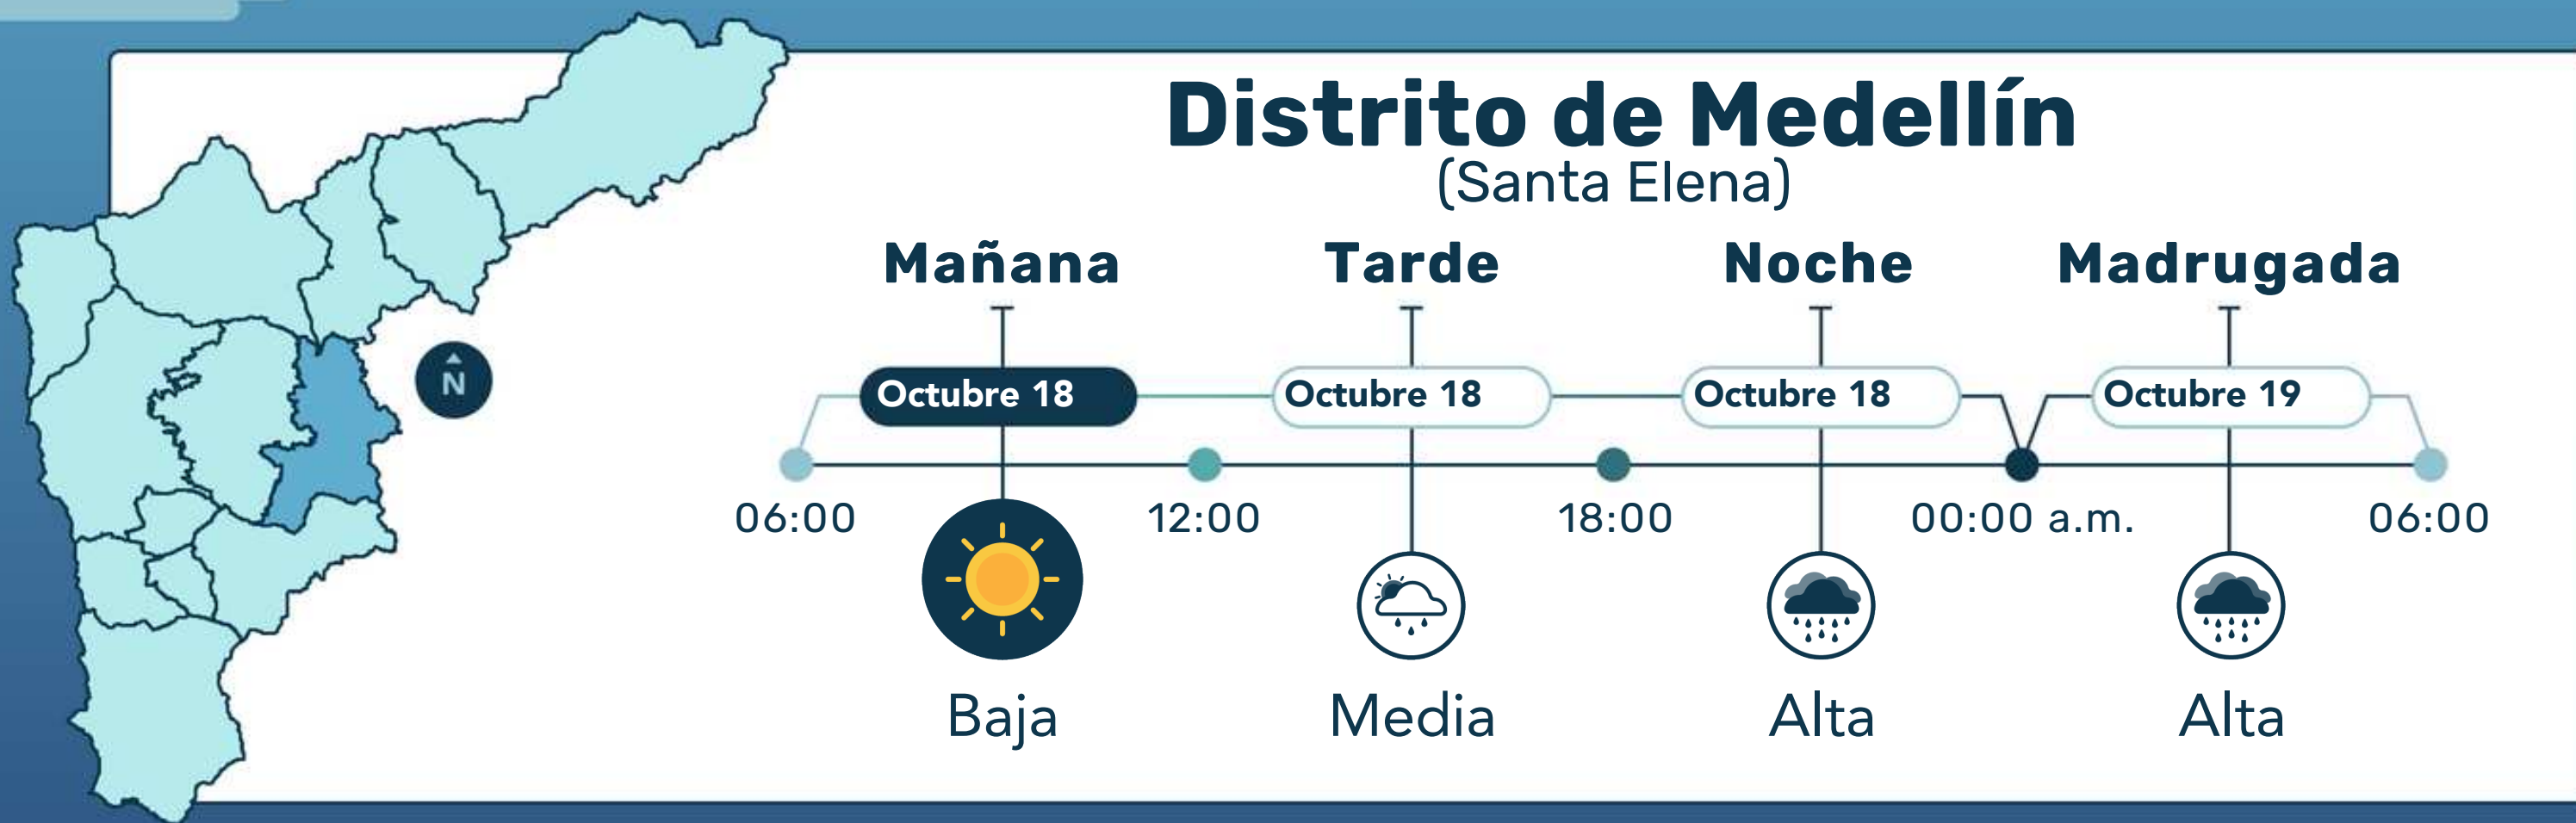 Distrito de Medellín
(Santa Elena)
Mañana Tarde Noche Madrugada
N
Octubre 18 Octubre 18 Octubre 18 Octubre 19
06:00 12:00 18:00 00:00 a.m. 06:00
Baja Media Alta Alta